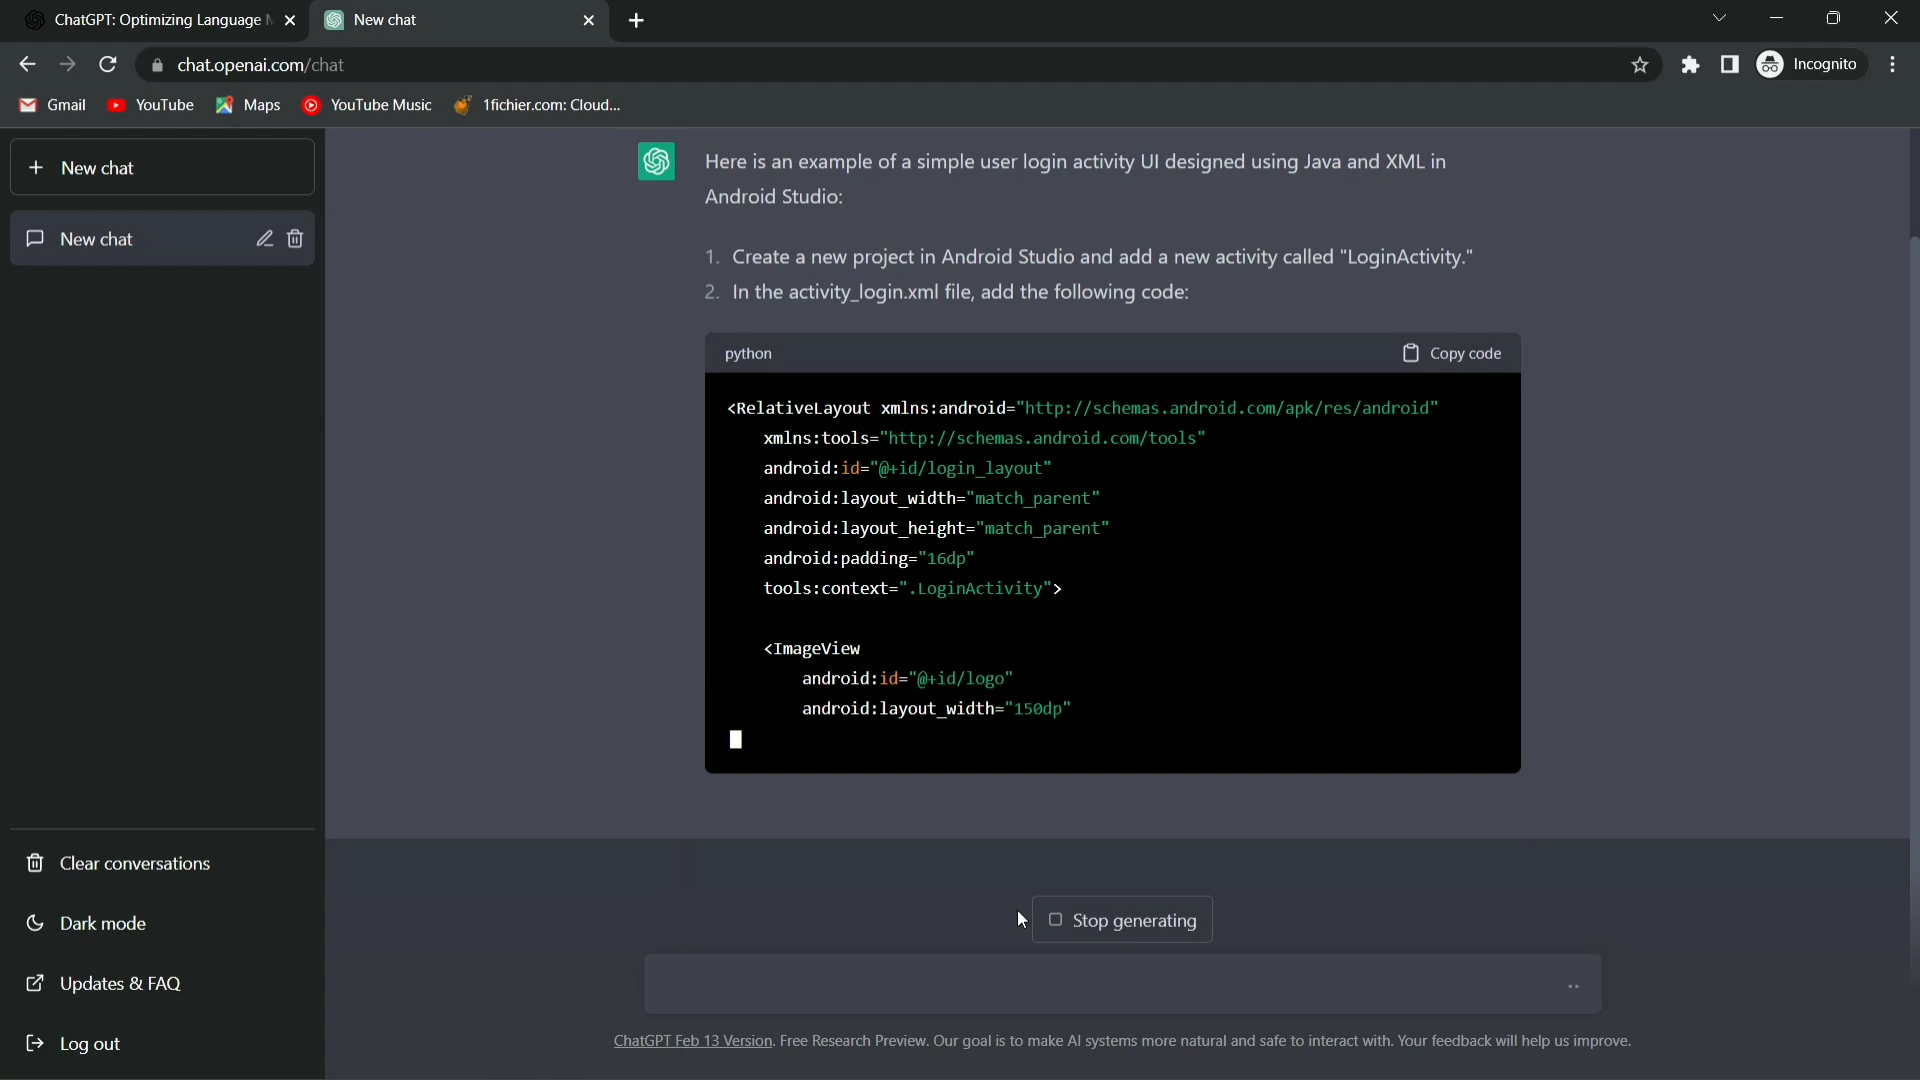 ChatGPT: Optimizing Language
New chat
chat.openai.com/chat
Incognito
Gmail
YouTube
Maps
YouTube Music
1fichier.com: Cloud...
New chat
New chat
Here is an example of a simple user login activity UI designed using Java and XML in
Android Studio:
1. Create a new project in Android Studio and add a new activity called "LoginActivity."
2. In the activity_login.xml file, add the following code:
python
Copy code
<RelativeLayout xmlns:android="http://schemas.android.com/apk/res/android"
xmlns:tools="http://schemas.android.com/tools"
android:id="@+id/login_layout"
android:layout_width="match_parent"
android:layout_height="match_parent"
android:padding="16dp"
tools:context=".LoginActivity">
<ImageView
android:id="@+id/logo"
android:layout_width="150dp"
Clear conversations
Dark mode
Updates & FAQ
Log out
Stop generating
ChatGPT Feb 13 Version. Free Research Preview. Our goal is to make AI systems more natural and safe to interact with. Your feedback will help us improve.